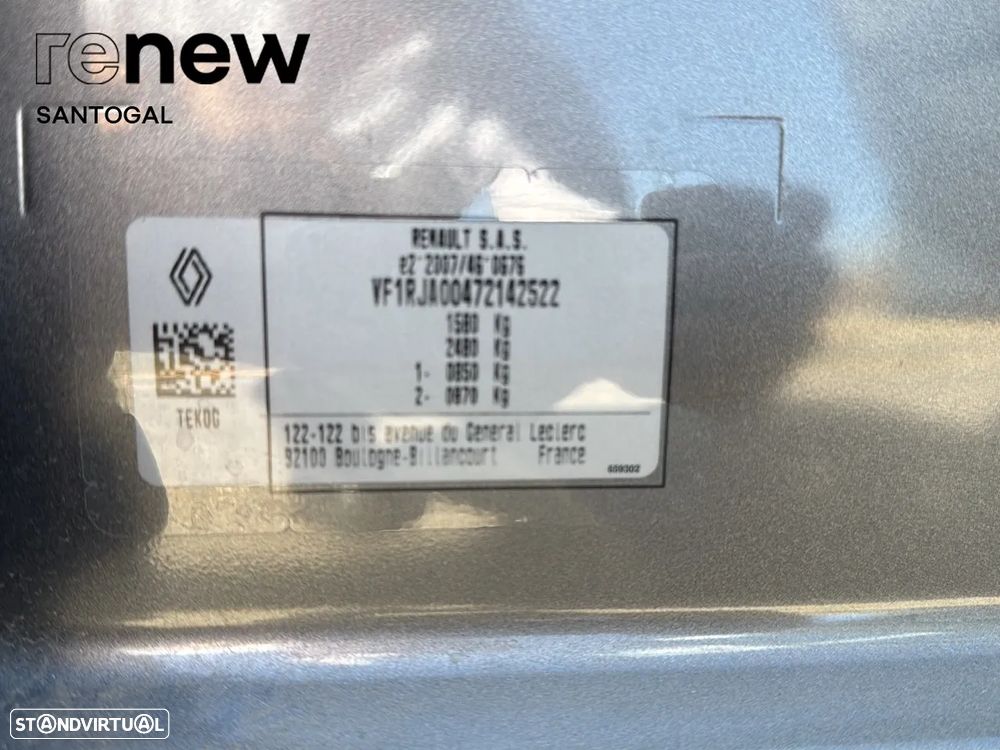 renew
SANTOGAL
RENAULT S.A.S.
e2*2007/46*0676
VF1RJA00472142522
1580 Kg
2480 Kg
1- 0850 Kg
2- 0870 Kg
TEKOG
122-122 bis avenue du General Leclerc
92100 Boulogne-Billancourt France
609302
STANDVIRTUAL